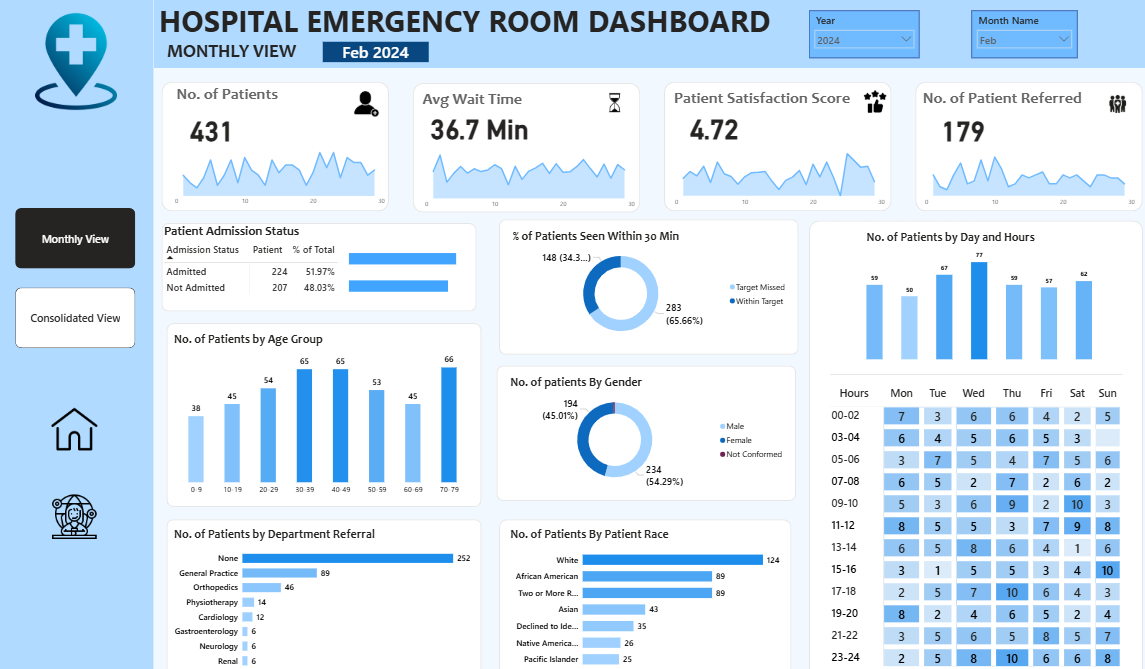 HOSPITAL EMERGENCY ROOM DASHBOARD
MONTHLY VIEW
Feb 2024
Year
2024
Month Name
Feb
No. of Patients
431
0 10 20 30
Avg Wait Time
36.7 Min
0 10 20 30
Patient Satisfaction Score
4.72
0 10 20 30
No. of Patient Referred
179
0 10 20 30
Monthly View
Consolidated View
Patient Admission Status
Admission Status Patient % of Total
Admitted 224 51.97%
Not Admitted 207 48.03%
% of Patients Seen Within 30 Min
148 (34.3...)
283
(65.66%)
Target Missed
Within Target
No. of Patients by Age Group
38 45 54 65 65 53 45 66
0-9 10-19 20-29 30-39 40-49 50-59 60-69 70-79
No. of patients By Gender
194
(45.01%)
234
(54.29%)
Male
Female
Not Conformed
No. of Patients by Department Referral
None 252
General Practice 89
Orthopedics 46
Physiotherapy 14
Cardiology 12
Gastroenterology 6
Neurology 6
Renal 6
No. of Patients By Patient Race
White 124
African American 89
Two or More R... 89
Asian 43
Declined to Ide... 35
Native America... 26
Pacific Islander 25
No. of Patients by Day and Hours
59 50 67 77 59 57 62
Hours Mon Tue Wed Thu Fri Sat Sun
00-02 7 3 6 6 4 2 5
03-04 6 4 5 6 5 3
05-06 3 7 5 4 7 5 6
07-08 6 5 2 7 2 6 2
09-10 5 3 6 9 2 10 3
11-12 8 5 5 3 7 9 8
13-14 6 5 8 6 4 1 6
15-16 3 1 5 5 3 4 10
17-18 2 5 7 10 6 4 3
19-20 8 2 4 6 5 2 4
21-22 3 5 6 5 8 5 7
23-24 2 5 8 10 6 6 8